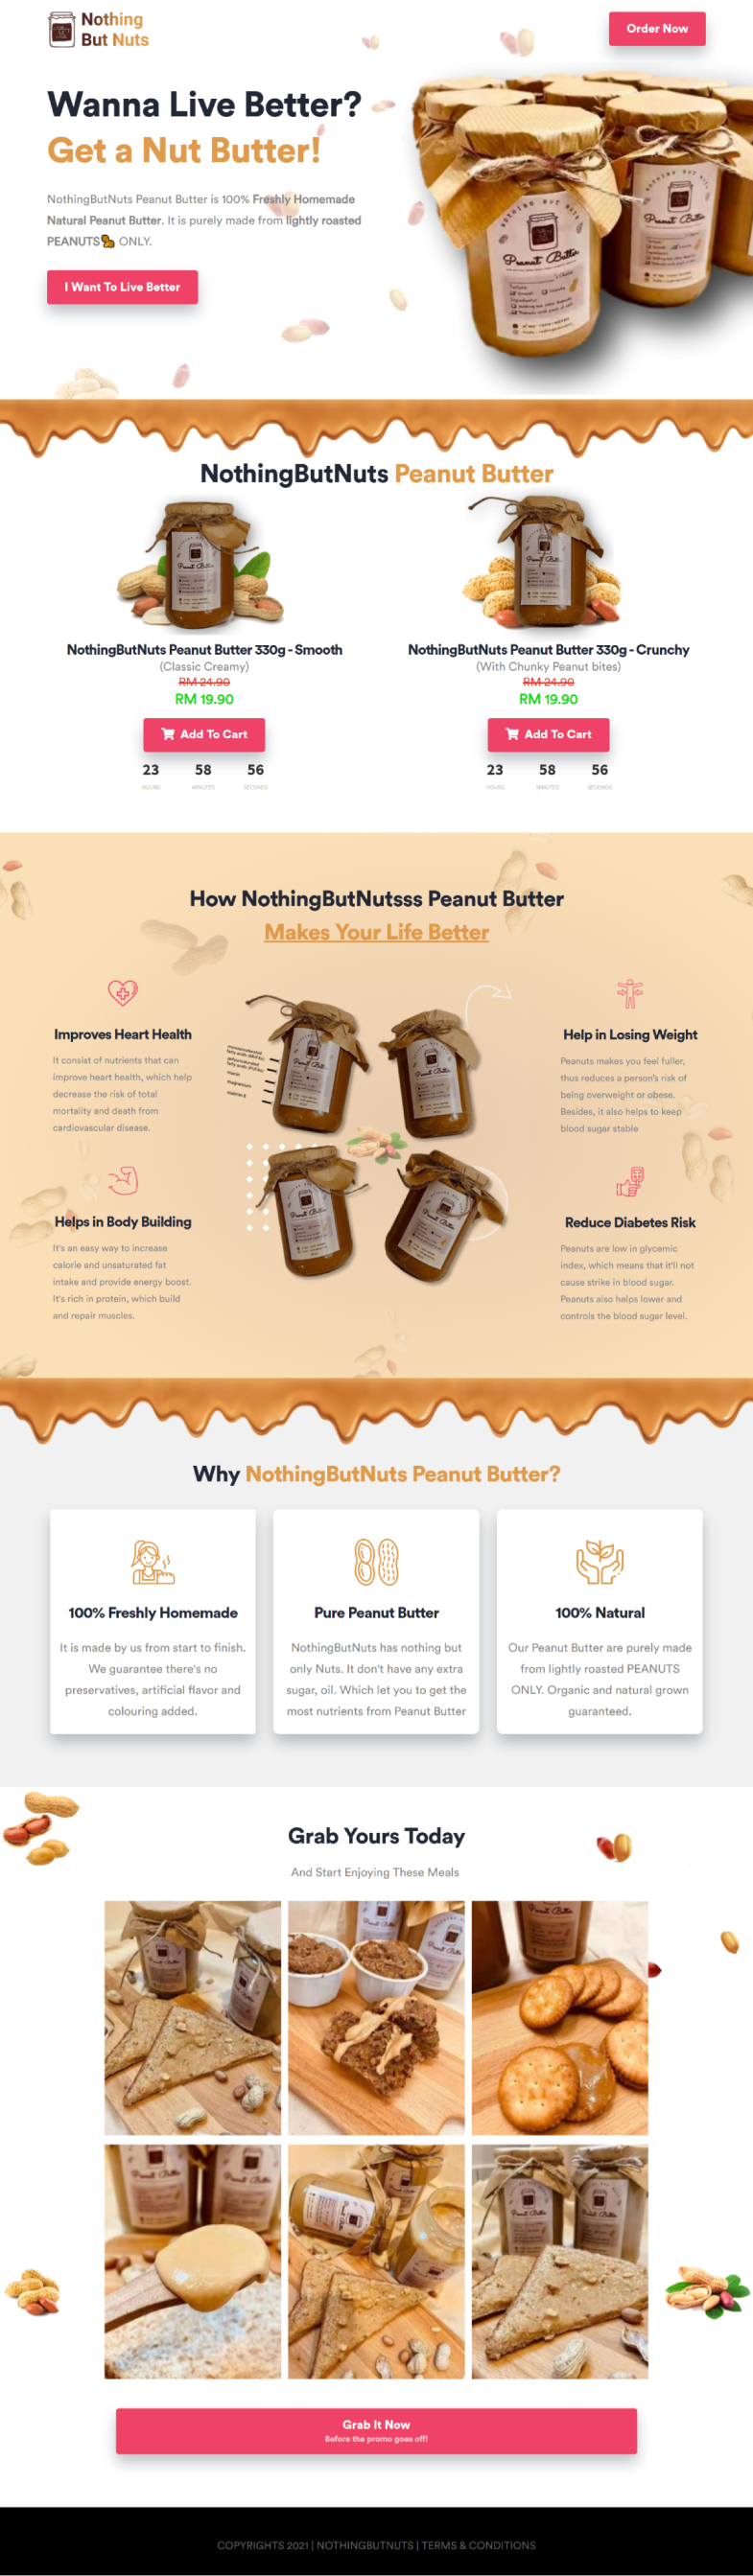 Nothing
But Nuts
Order Now
Wanna Live Better?
Get a Nut Butter!
NothingButNuts Peanut Butter is 100% Freshly Homemade
Natural Peanut Butter. It is purely made from lightly roasted
PEANUTS🥜 ONLY.
I Want To Live Better
NothingButNuts Peanut Butter
NothingButNuts Peanut Butter 330g - Smooth
(Classic Creamy)
RM 24.90
RM 19.90
Add To Cart
23 58 56
HOURS MINUTES SECONDS
NothingButNuts Peanut Butter 330g - Crunchy
(With Chunky Peanut bites)
RM 24.90
RM 19.90
Add To Cart
23 58 56
HOURS MINUTES SECONDS
How NothingButNutsss Peanut Butter
Makes Your Life Better
Improves Heart Health
It consist of nutrients that can
improve heart health, which help
decrease the risk of total
mortality and death from
cardiovascular disease.
Helps in Body Building
It's an easy way to increase
calorie and unsaturated fat
intake and provide energy boost.
It's rich in protein, which build
and repair muscles.
Help in Losing Weight
Peanuts makes you feel fuller,
thus reduces a person's risk of
being overweight or obese.
Besides, it also helps to keep
blood sugar stable
Reduce Diabetes Risk
Peanuts are low in glycemic
index, which means that it'll not
cause strike in blood sugar.
Peanuts also helps lower and
controls the blood sugar level.
Why NothingButNuts Peanut Butter?
100% Freshly Homemade
It is made by us from start to finish.
We guarantee there's no
preservatives, artificial flavor and
colouring added.
Pure Peanut Butter
NothingButNuts has nothing but
only Nuts. It don't have any extra
sugar, oil. Which let you to get the
most nutrients from Peanut Butter
100% Natural
Our Peanut Butter are purely made
from lightly roasted PEANUTS
ONLY. Organic and natural grown
guaranteed.
Grab Yours Today
And Start Enjoying These Meals
Grab It Now
Before the promo goes off!
COPYRIGHTS 2021 | NOTHINGBUTNUTS | TERMS & CONDITIONS